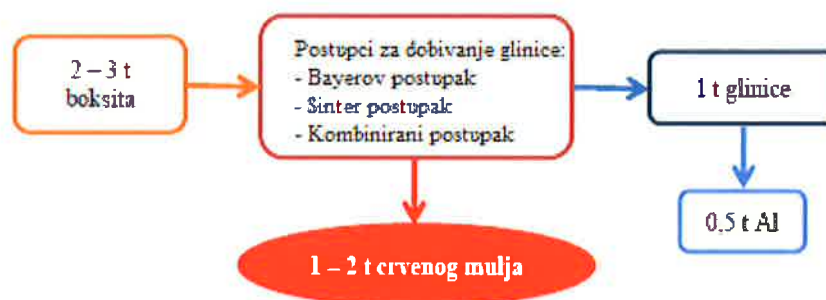 2 – 3 t
boksita
Postupci za dobivanje glinice:
- Bayerov postupak
- Sinter postupak
- Kombinirani postupak
1 t glinice
0,5 t Al
1 – 2 t crvenog mulja